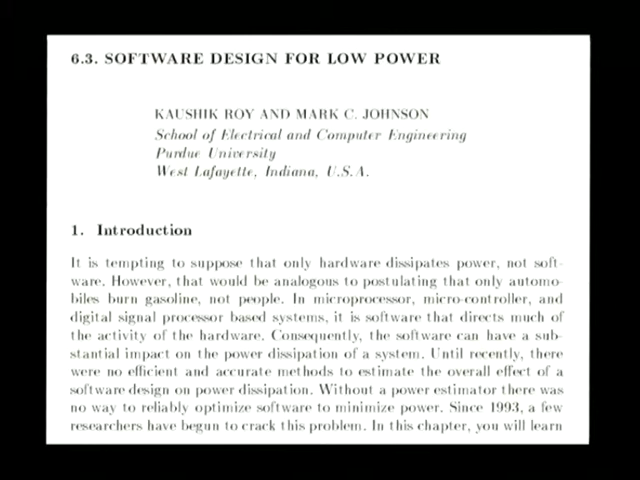 6.3. SOFTWARE DESIGN FOR LOW POWER
KAUSHIK ROY AND MARK C. JOHNSON
School of Electrical and Computer Engineering
Purdue University
West Lafayette, Indiana, U.S.A.
1. Introduction
It is tempting to suppose that only hardware dissipates power, not soft-
ware. However, that would be analogous to postulating that only automo-
biles burn gasoline, not people. In microprocessor, micro-controller, and
digital signal processor based systems, it is software that directs much of
the activity of the hardware. Consequently, the software can have a sub-
stantial impact on the power dissipation of a system. Until recently, there
were no efficient and accurate methods to estimate the overall effect of a
software design on power dissipation. Without a power estimator there was
no way to reliably optimize software to minimize power. Since 1993, a few
researchers have begun to crack this problem. In this chapter, you will learn